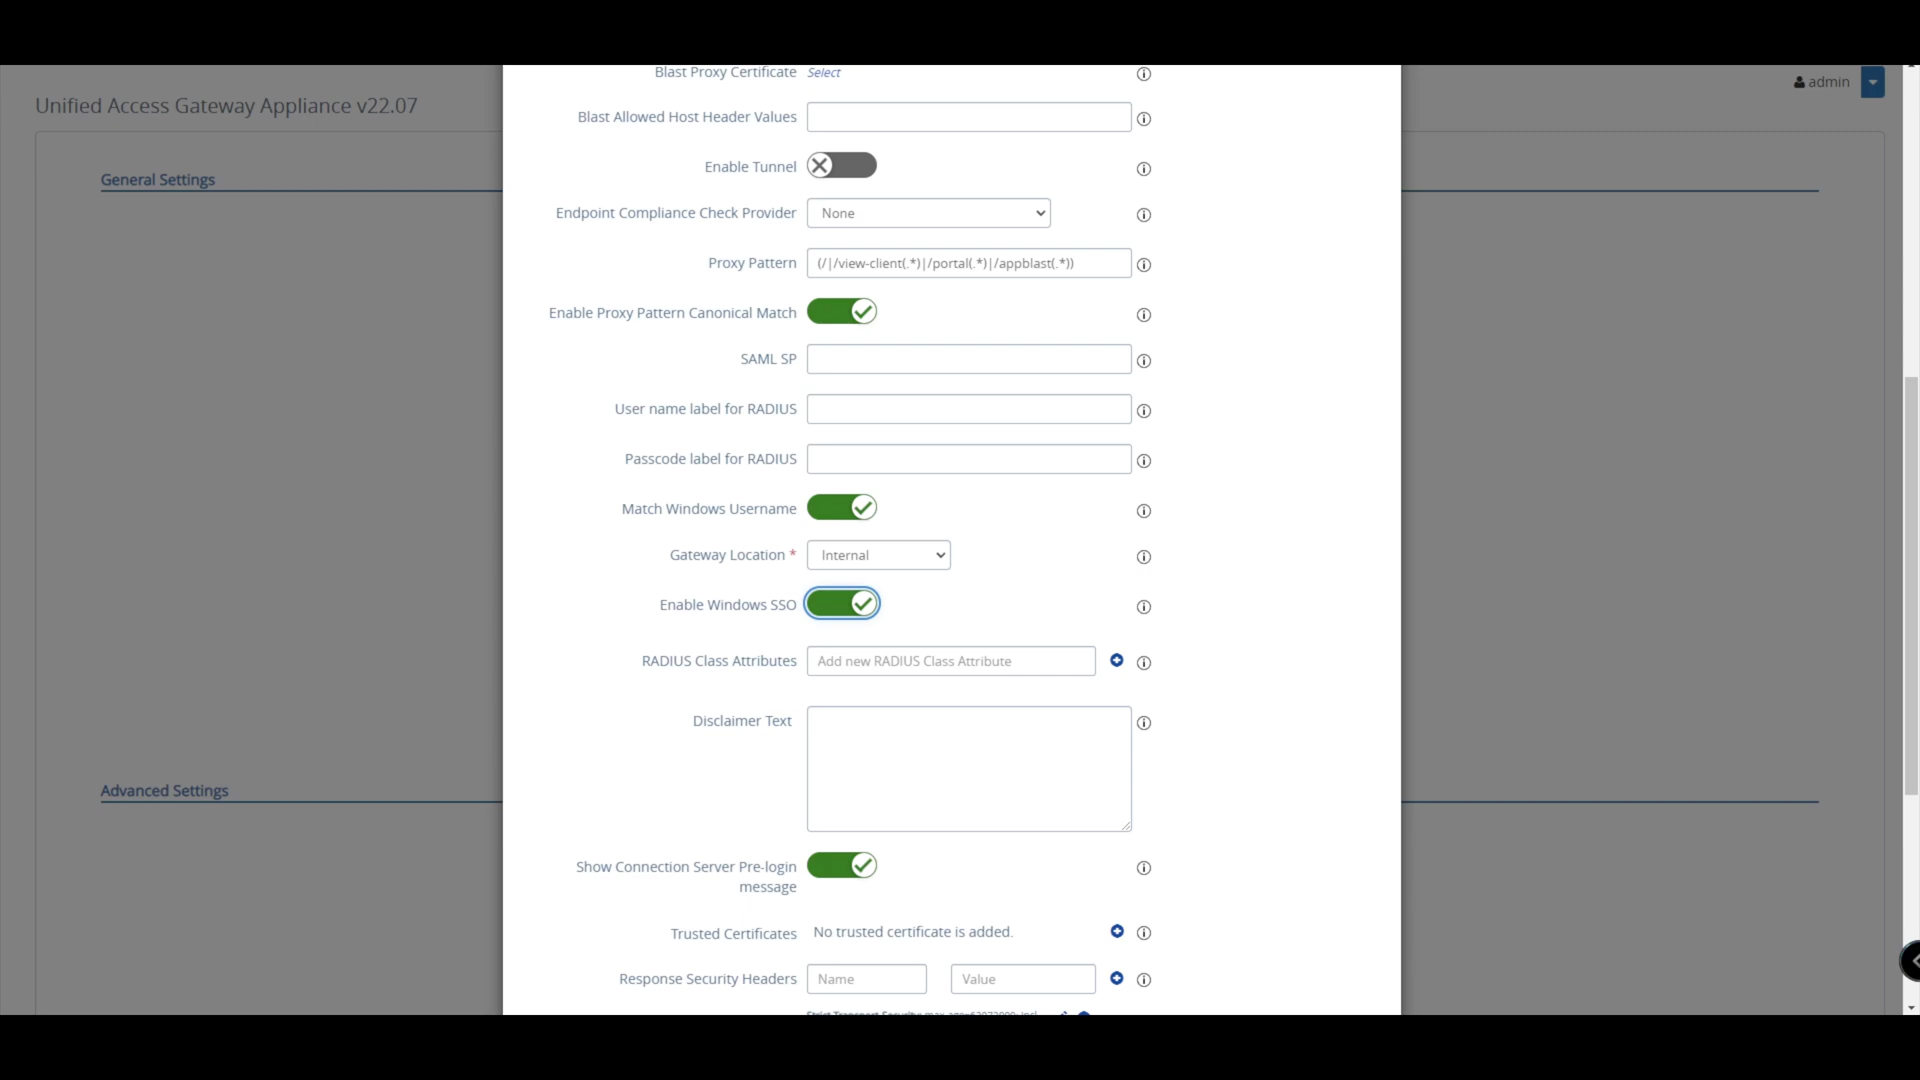 Blast Proxy Certificate Select
admin
Unified Access Gateway Appliance v22.07
Blast Allowed Host Header Values
Enable Tunnel
General Settings
Endpoint Compliance Check Provider None
Proxy Pattern (/|/view-client(.*)|/portal(.*)|/appblast(.*))
Enable Proxy Pattern Canonical Match
SAML SP
User name label for RADIUS
Passcode label for RADIUS
Match Windows Username
Gateway Location * Internal
Enable Windows SSO
RADIUS Class Attributes Add new RADIUS Class Attribute
Disclaimer Text
Advanced Settings
Show Connection Server Pre-login
message
Trusted Certificates No trusted certificate is added.
Response Security Headers Name Value